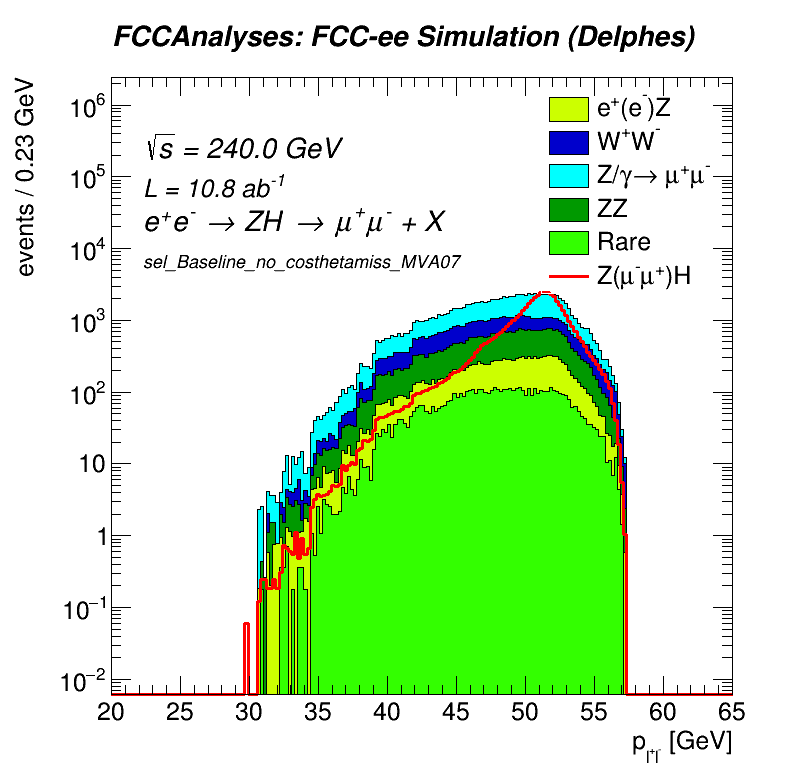 FCCAnalyses: FCC-ee Simulation (Delphes)
events / 0.23 GeV
10⁶
10⁵
10⁴
10³
10²
10
1
10⁻¹
10⁻²
√s = 240.0 GeV
L = 10.8 ab⁻¹
e⁺e⁻ → ZH → μ⁺μ⁻ + X
sel_Baseline_no_costhetamiss_MVA07
e⁺(e⁻)Z
W⁺W⁻
Z/γ→ μ⁺μ⁻
ZZ
Rare
Z(μ⁻μ⁺)H
20 25 30 35 40 45 50 55 60 65
p_l⁺l⁻ [GeV]